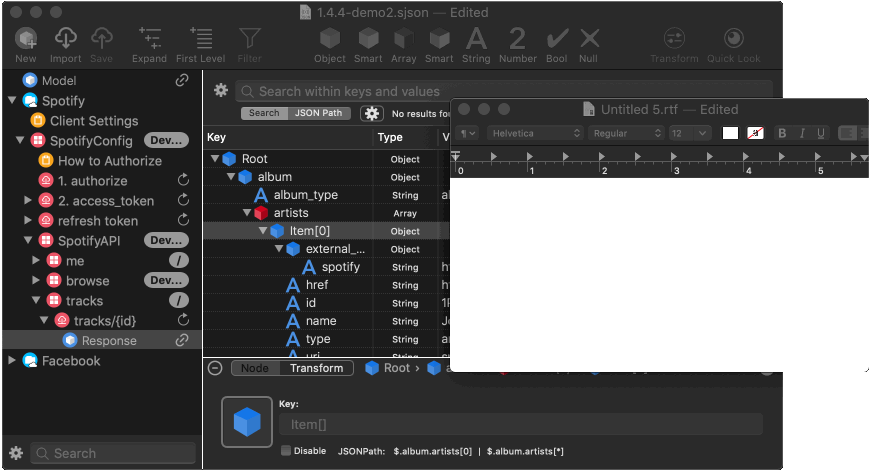 1.4.4-demo2.sjson — Edited
New Import Save Expand First Level Filter Object Smart Array Smart String Number Bool Null Transform Quick Look
Model
Spotify
Client Settings
SpotifyConfig Dev...
How to Authorize
1. authorize
2. access_token
refresh token
SpotifyAPI Dev...
me /
browse Dev...
tracks /
tracks/{id}
Response
Facebook
Search
Search within keys and values
Search JSON Path No results fo
Key Type V
Root Object
album Object
album_type String al
artists Array
Item[0] Object
external_... Object
spotify String h
href String h
id String 1
name String Je
type String ar
uri String sp
Node Transform Root › a
Key:
Item[]
Disable JSONPath: $.album.artists[0] | $.album.artists[*]
Untitled 5.rtf — Edited
¶ Helvetica Regular 12 a B I U
0 1 2 3 4 5